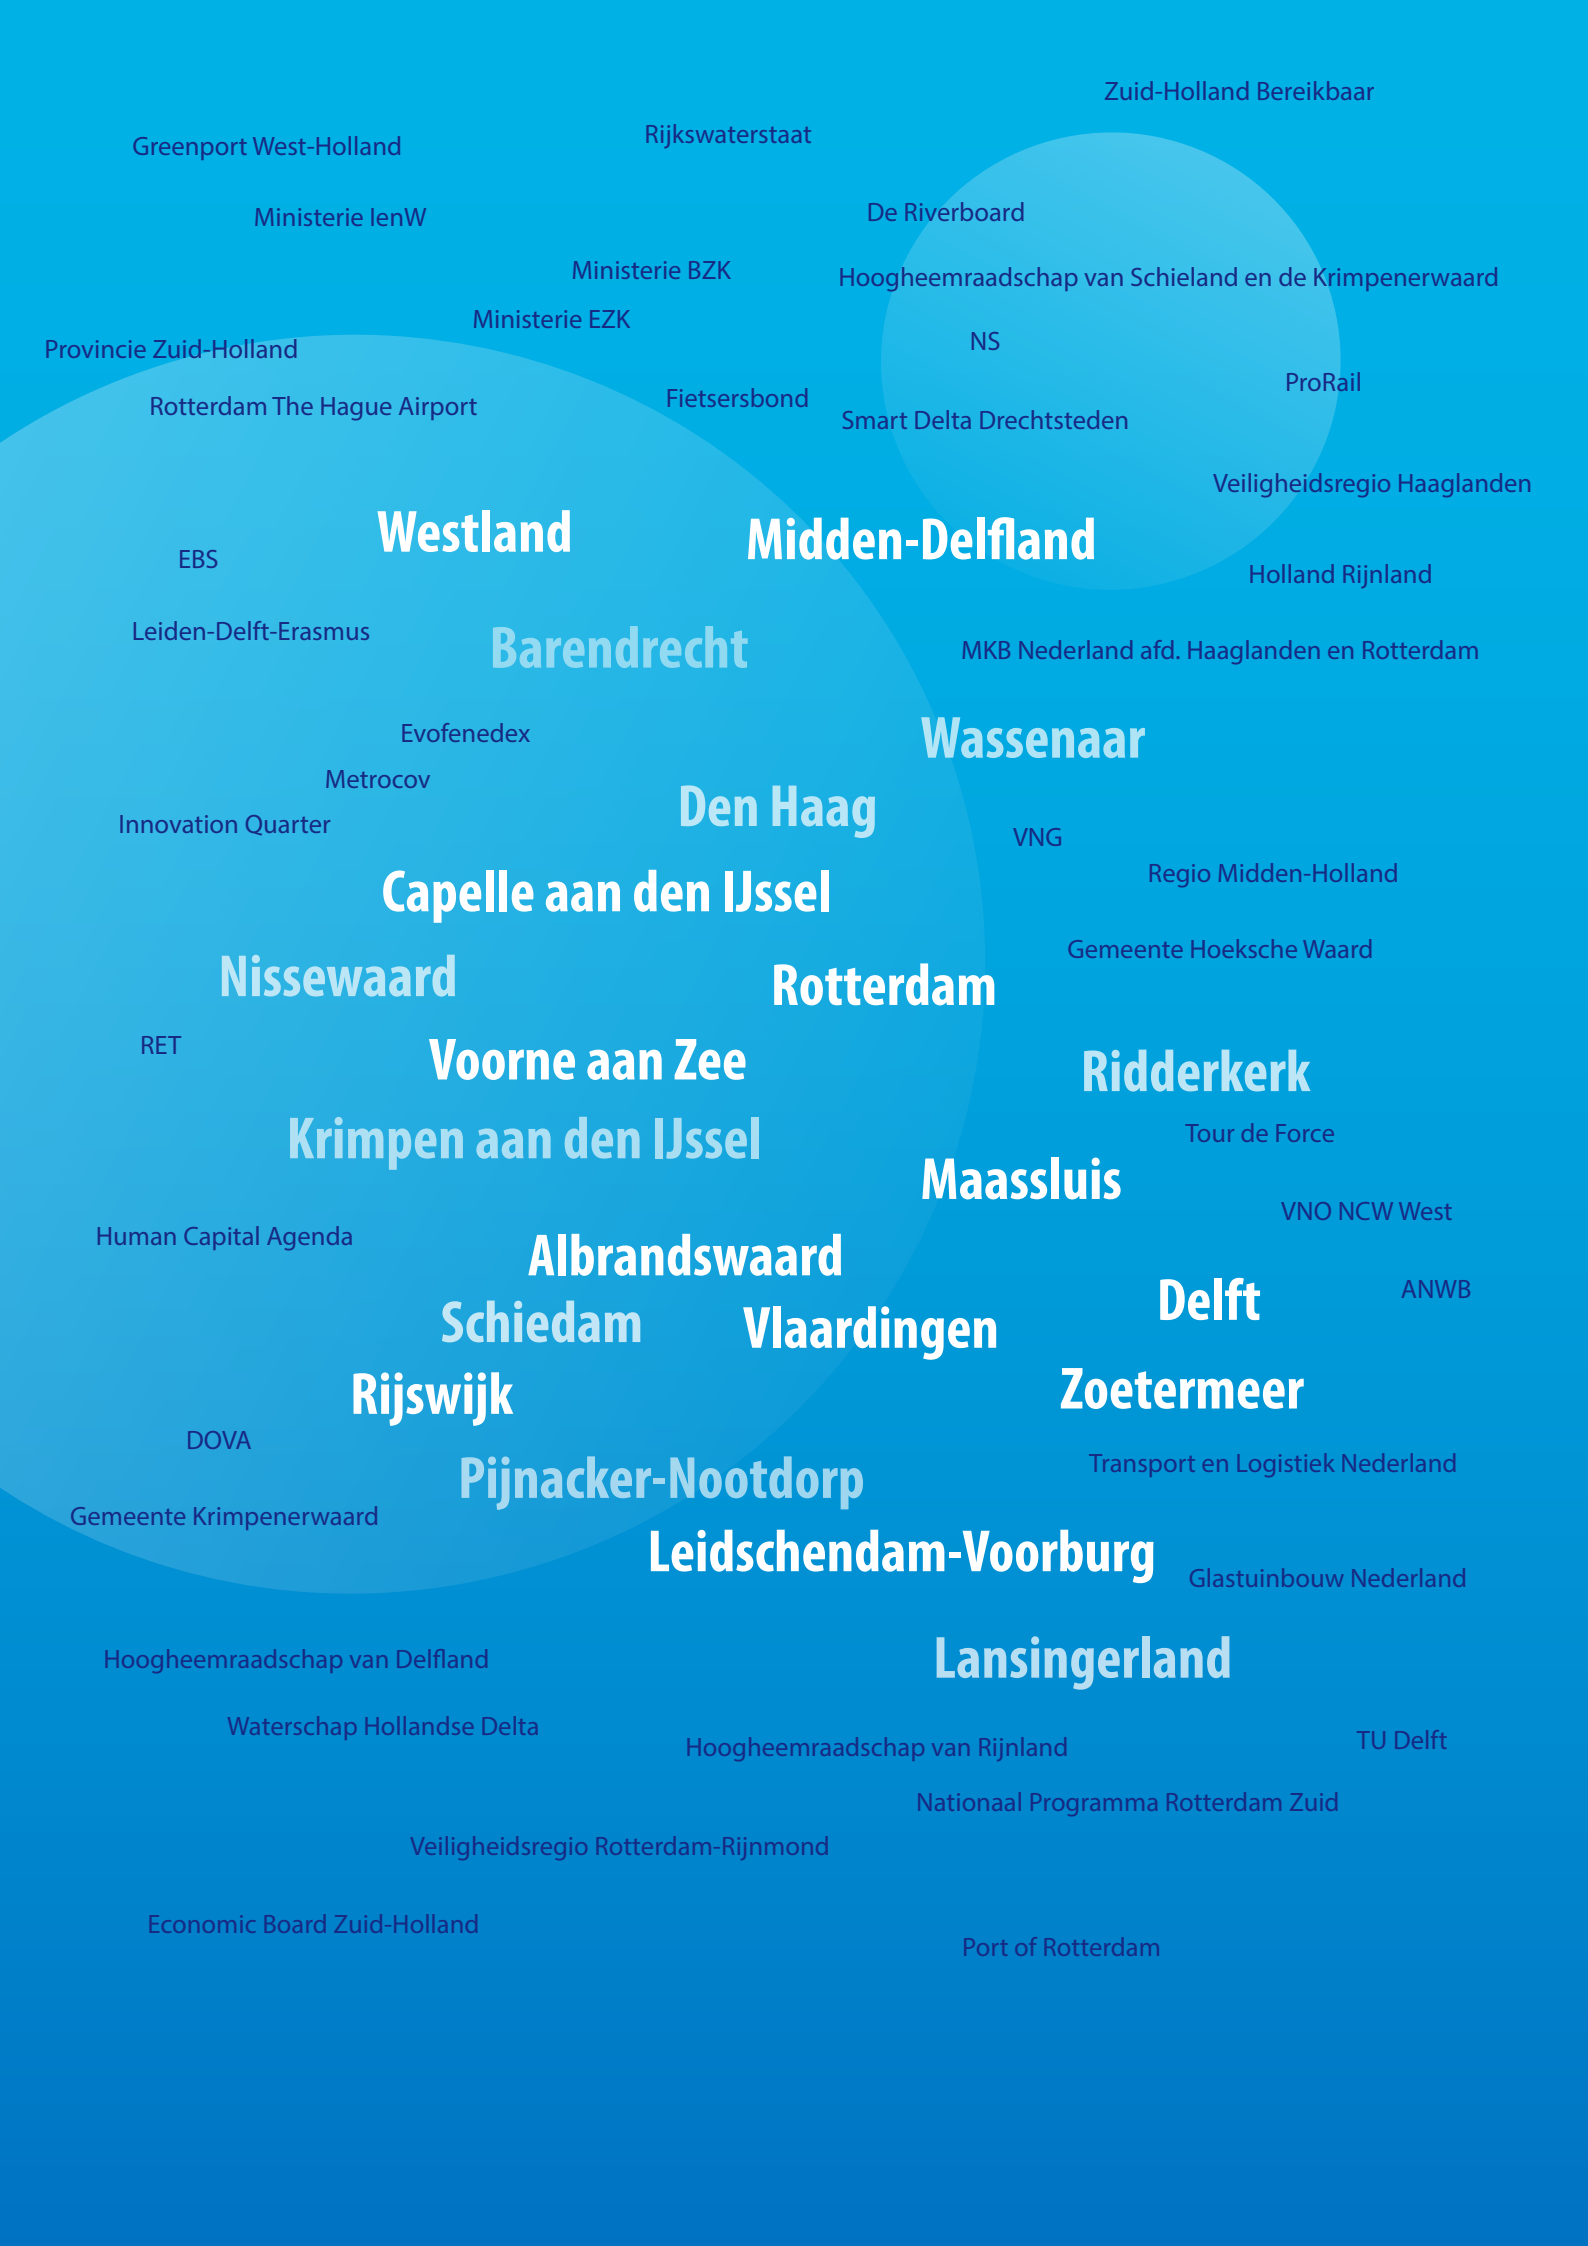 Zuid-Holland Bereikbaar
Rijkswaterstaat
Greenport West-Holland
De Riverboard
Ministerie IenW
Ministerie BZK
Hoogheemraadschap van Schieland en de Krimpenerwaard
Ministerie EZK
NS
Provincie Zuid-Holland
ProRail
Fietsersbond
Rotterdam The Hague Airport
Smart Delta Drechtsteden
Veiligheidsregio Haaglanden
Westland
Midden-Delfland
EBS
Holland Rijnland
Leiden-Delft-Erasmus
Barendrecht
MKB Nederland afd. Haaglanden en Rotterdam
Evofenedex
Wassenaar
Metrocov
Den Haag
Innovation Quarter
VNG
Regio Midden-Holland
Capelle aan den IJssel
Gemeente Hoeksche Waard
Nissewaard
Rotterdam
RET
Voorne aan Zee
Ridderkerk
Krimpen aan den IJssel
Tour de Force
Maassluis
VNO NCW West
Human Capital Agenda
Albrandswaard
ANWB
Delft
Schiedam
Vlaardingen
Rijswijk
Zoetermeer
DOVA
Transport en Logistiek Nederland
Pijnacker-Nootdorp
Gemeente Krimpenerwaard
Leidschendam-Voorburg
Glastuinbouw Nederland
Hoogheemraadschap van Delfland
Lansingerland
Waterschap Hollandse Delta
TU Delft
Hoogheemraadschap van Rijnland
Nationaal Programma Rotterdam Zuid
Veiligheidsregio Rotterdam-Rijnmond
Economic Board Zuid-Holland
Port of Rotterdam